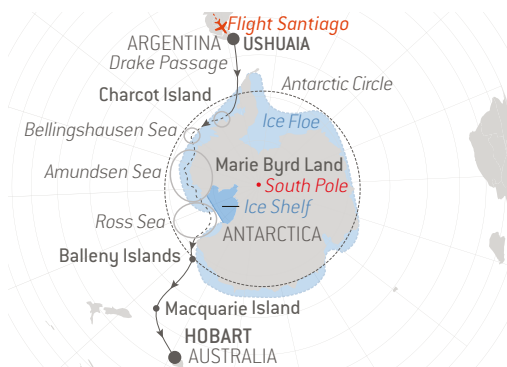 Flight Santiago
ARGENTINA USHUAIA
Drake Passage
Antarctic Circle
Charcot Island
Ice Floe
Bellingshausen Sea
Marie Byrd Land
Amundsen Sea
South Pole
Ice Shelf
Ross Sea
ANTARCTICA
Balleny Islands
Macquarie Island
HOBART
AUSTRALIA